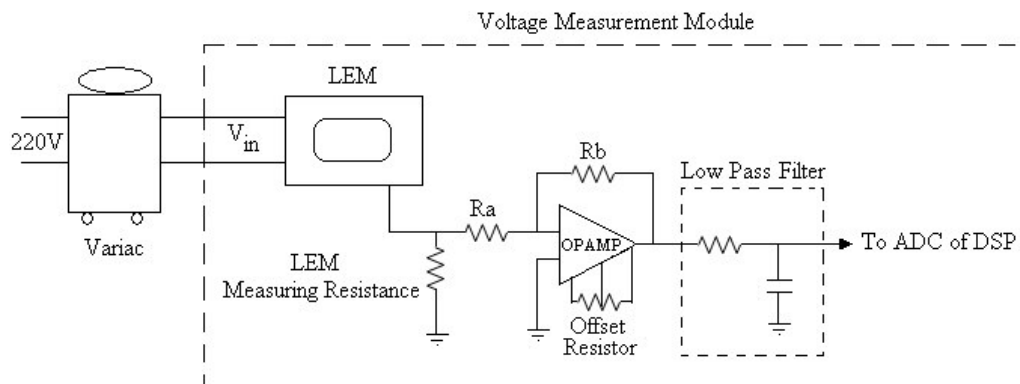 Voltage Measurement Module
LEM
220V
Vin
Variac
Rb
Low Pass Filter
Ra
OPAMP
To ADC of DSP
LEM
Measuring Resistance
Offset
Resistor